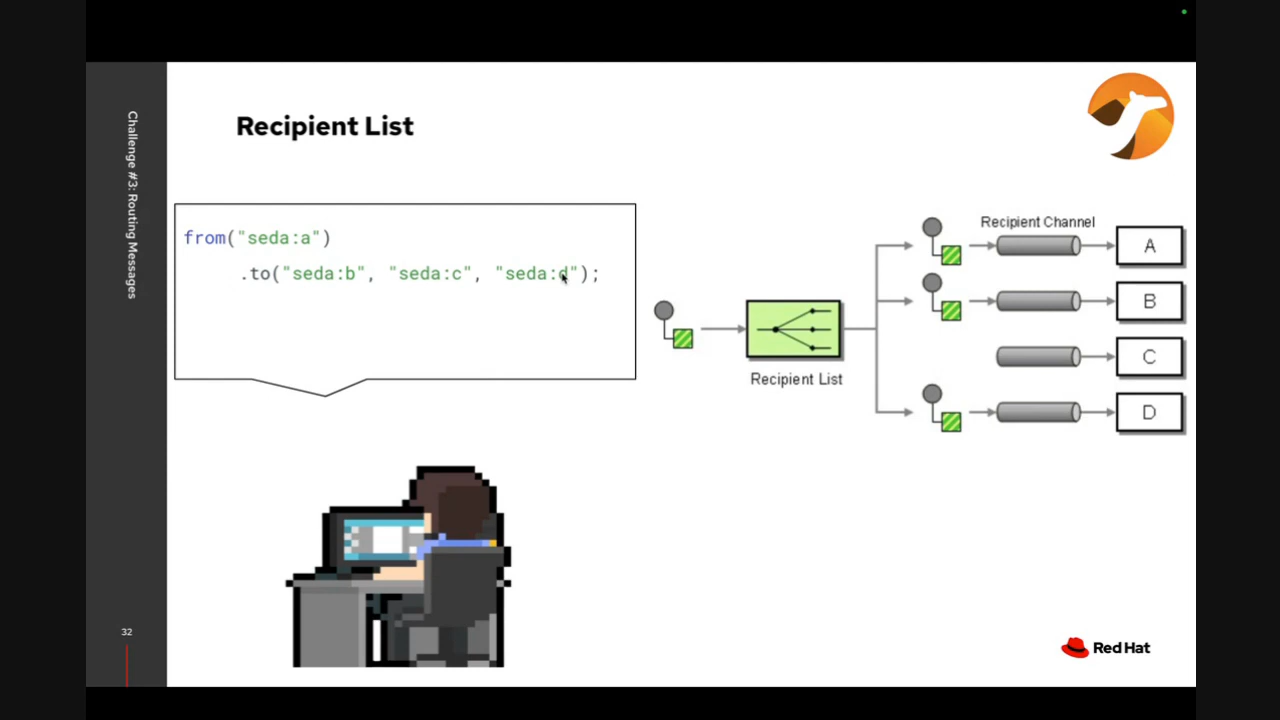 Challenge #3: Routing Messages
Recipient List
from("seda:a")
.to("seda:b", "seda:c", "seda:d");
Recipient Channel
A
B
C
D
Recipient List
32
Red Hat